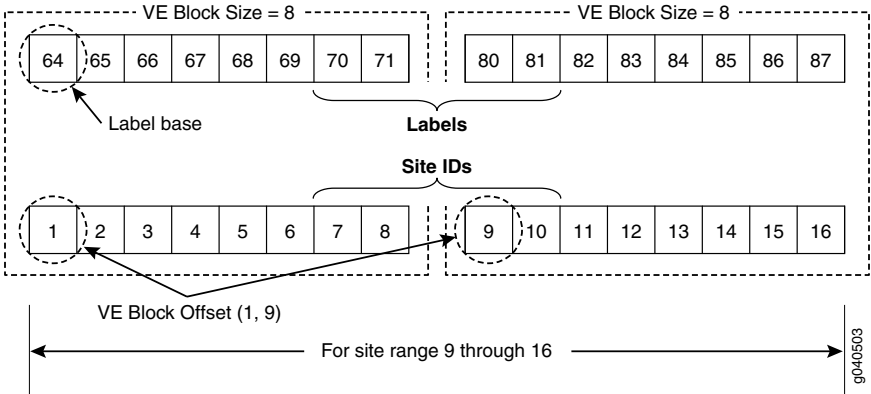 VE Block Size = 8 VE Block Size = 8
64 65 66 67 68 69 70 71 80 81 82 83 84 85 86 87
Label base
Labels
Site IDs
1 2 3 4 5 6 7 8 9 10 11 12 13 14 15 16
VE Block Offset (1, 9)
For site range 9 through 16
g040503